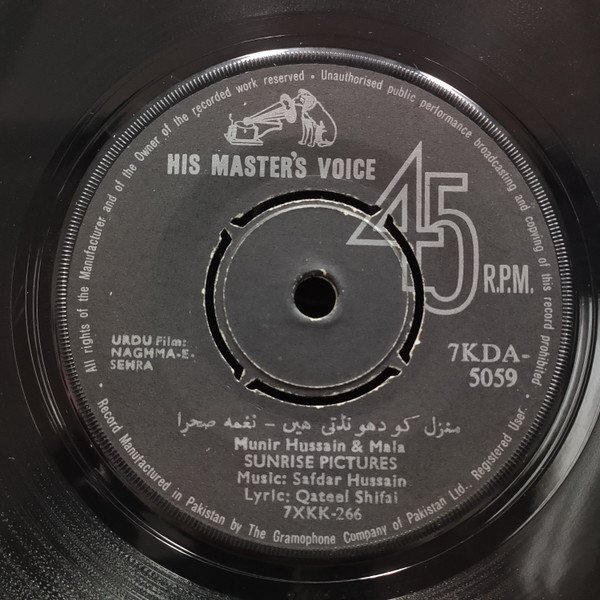 All rights of the Manufacturer and of the Owner of the recorded work reserved • Unauthorised public performance broadcasting and copying of this record prohibited
HIS MASTER'S VOICE
45
R.P.M.
URDU Film:
NAGHMA-E-
SEHRA
7KDA-
5059
منزل کو دھونڈتی ھیں - نغمہ صحرا
Munir Hussain & Mala
SUNRISE PICTURES
Music: Safdar Hussain
Lyric: Qateel Shifai
7XKK-266
Record Manufactured in Pakistan by The Gramophone Company of Pakistan Ltd., Registered User.